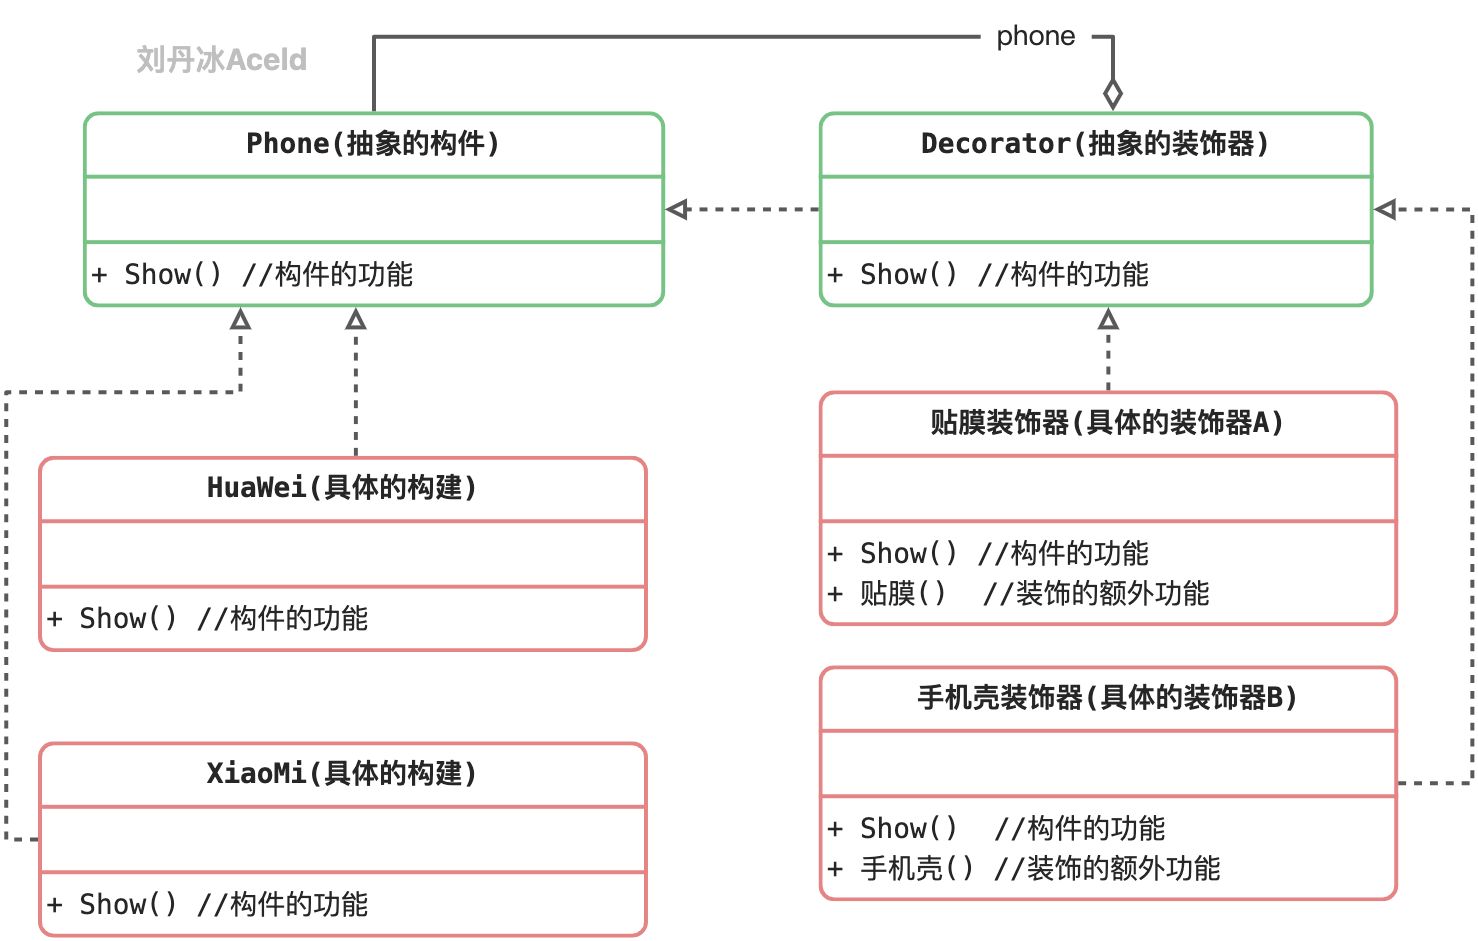 phone
刘丹冰Aceld
Phone(抽象的构件)
+ Show() //构件的功能
Decorator(抽象的装饰器)
+ Show() //构件的功能
HuaWei(具体的构建)
+ Show() //构件的功能
XiaoMi(具体的构建)
+ Show() //构件的功能
贴膜装饰器(具体的装饰器A)
+ Show() //构件的功能
+ 贴膜() //装饰的额外功能
手机壳装饰器(具体的装饰器B)
+ Show() //构件的功能
+ 手机壳() //装饰的额外功能